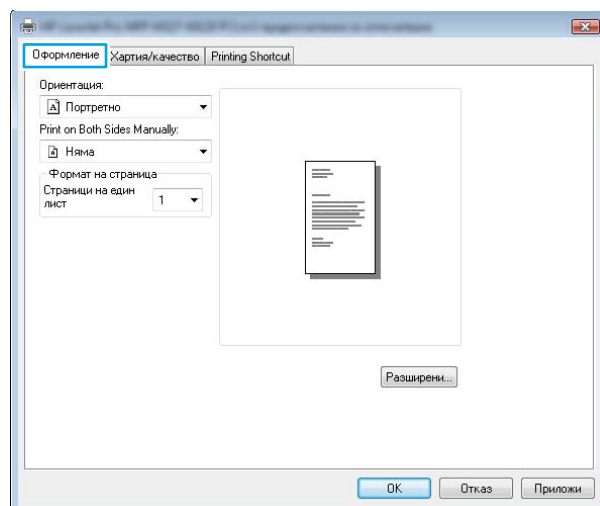 Оформление Хартия/качество Printing Shortcut
Ориентация:
Портретно
Print on Both Sides Manually:
Няма
Формат на страница
Страници на един
лист
1
Разширени...
OK Отказ Приложи